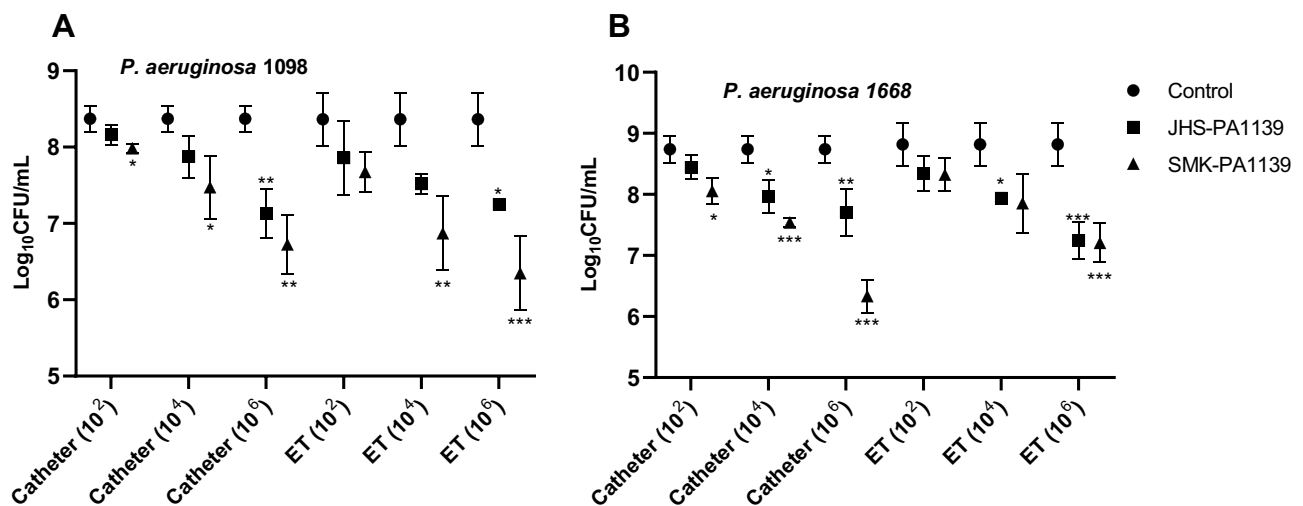 A
P. aeruginosa 1098
9
8
7
6
5
Log₁₀CFU/mL
*
*
**
**
**
*
***
Catheter (10²)
Catheter (10⁴)
Catheter (10⁶)
ET (10²)
ET (10⁴)
ET (10⁶)
B
P. aeruginosa 1668
10
9
8
7
6
5
Log₁₀CFU/mL
*
*
***
**
***
*
***
***
Catheter (10²)
Catheter (10⁴)
Catheter (10⁶)
ET (10²)
ET (10⁴)
ET (10⁶)
Control
JHS-PA1139
SMK-PA1139